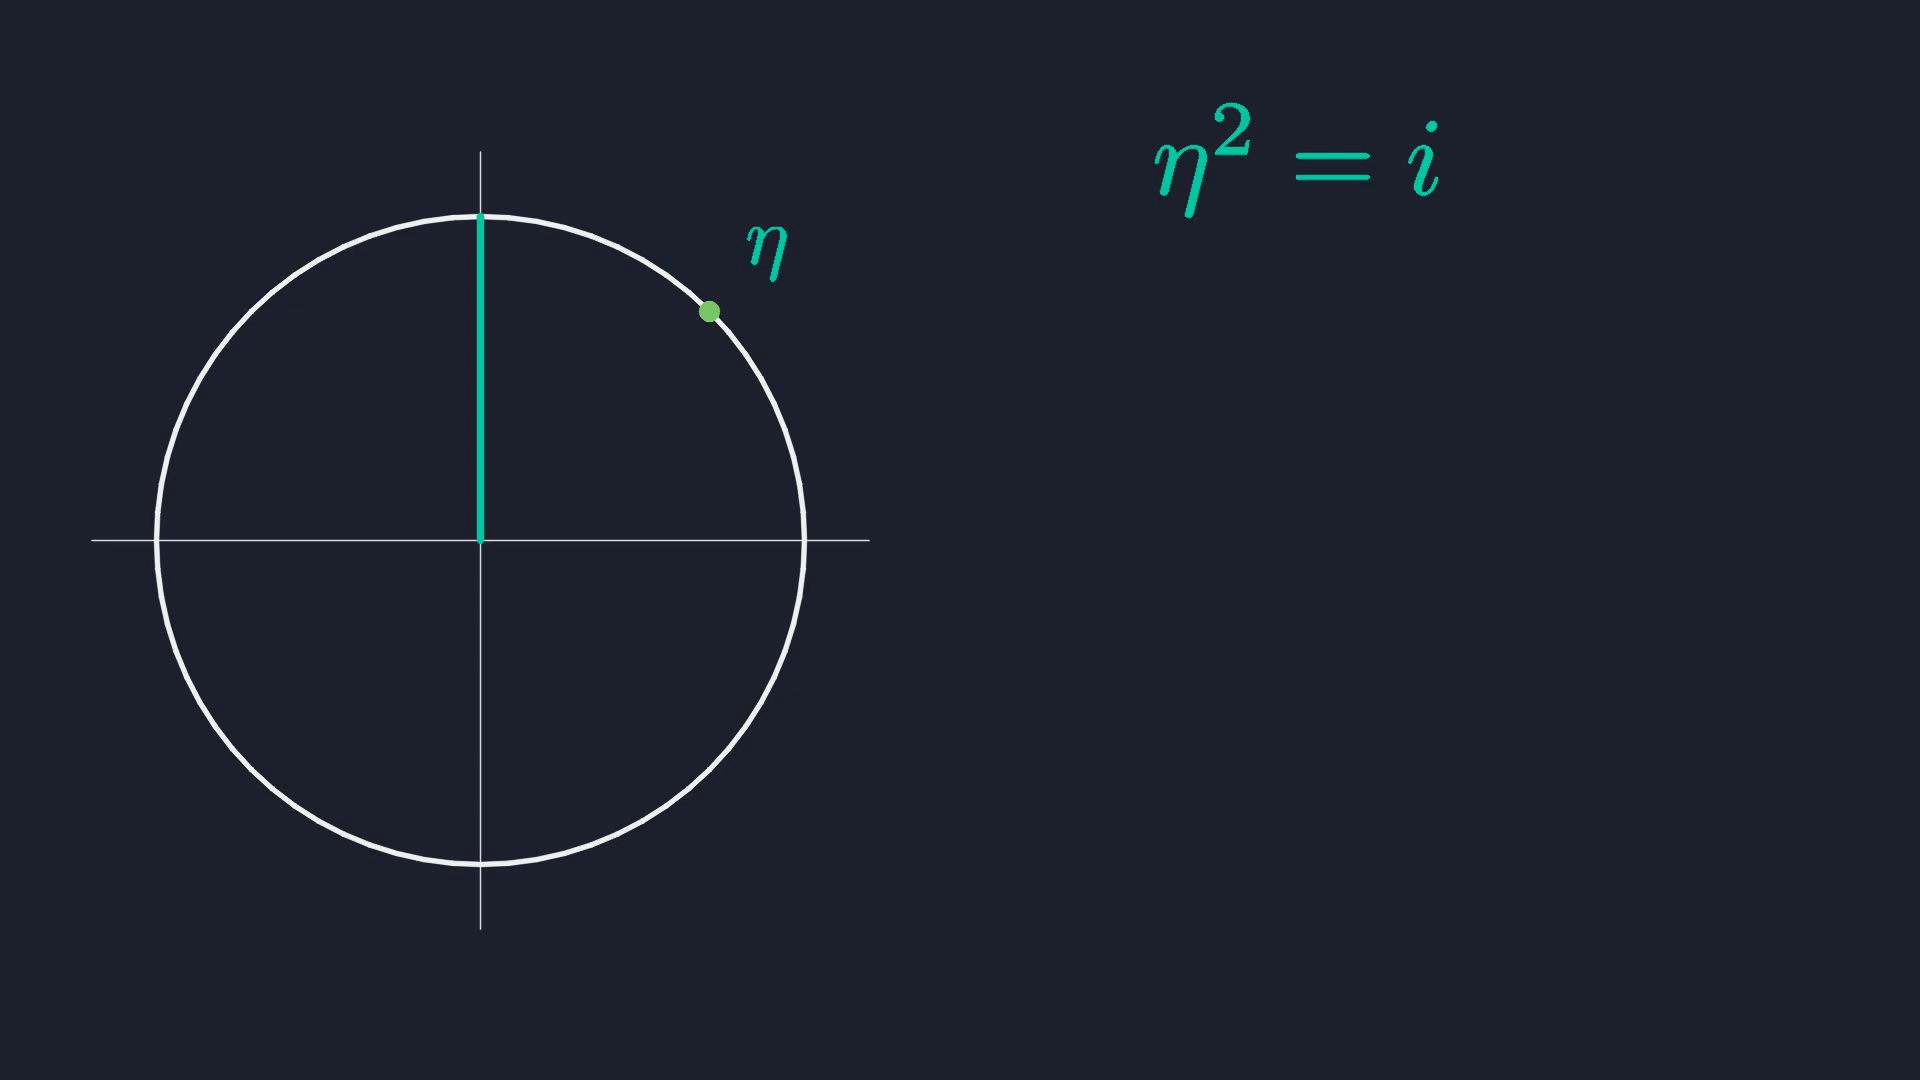 η² = i
η